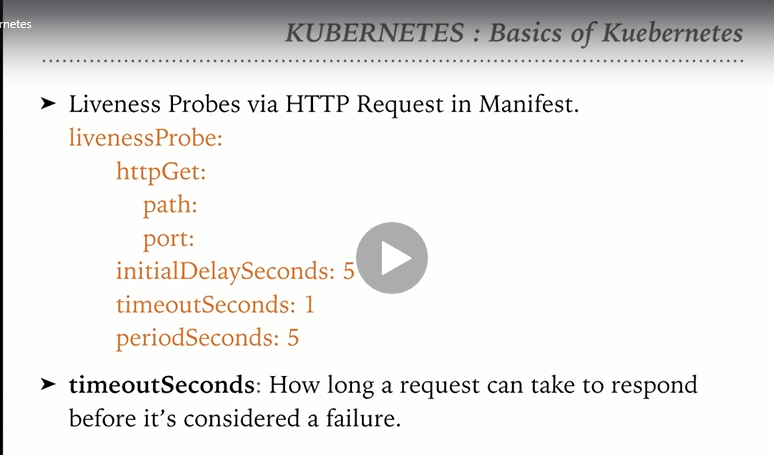 rnetes
KUBERNETES : Basics of Kuebernetes
➤ Liveness Probes via HTTP Request in Manifest.
livenessProbe:
httpGet:
path:
port:
initialDelaySeconds: 5
timeoutSeconds: 1
periodSeconds: 5
➤ timeoutSeconds: How long a request can take to respond
before it's considered a failure.